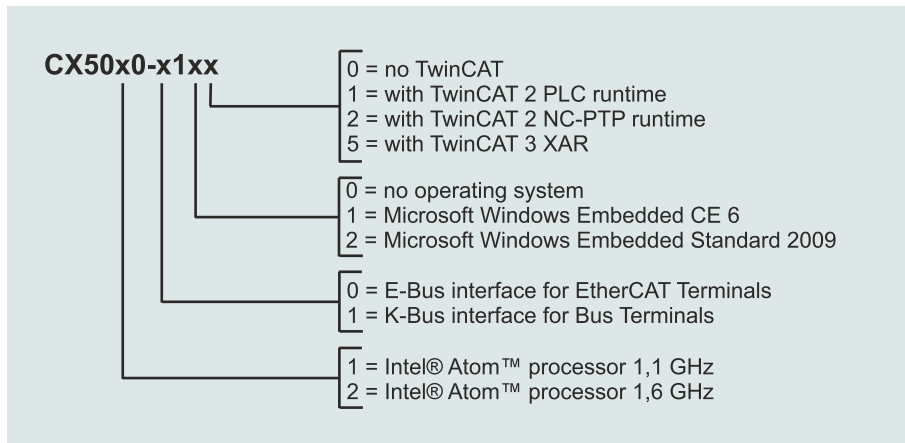 CX50x0-x1xx
0 = no TwinCAT
1 = with TwinCAT 2 PLC runtime
2 = with TwinCAT 2 NC-PTP runtime
5 = with TwinCAT 3 XAR
0 = no operating system
1 = Microsoft Windows Embedded CE 6
2 = Microsoft Windows Embedded Standard 2009
0 = E-Bus interface for EtherCAT Terminals
1 = K-Bus interface for Bus Terminals
1 = Intel® Atom™ processor 1,1 GHz
2 = Intel® Atom™ processor 1,6 GHz